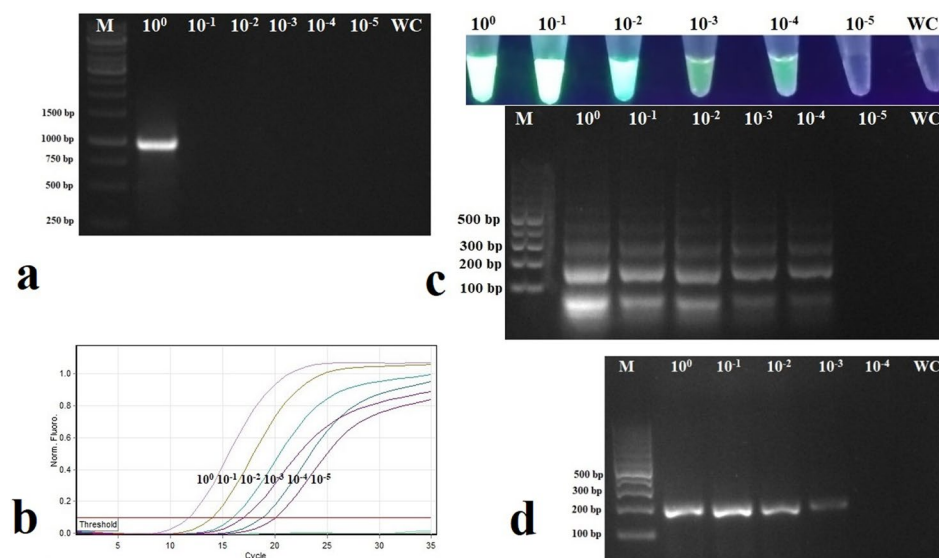 M 10⁰ 10⁻¹ 10⁻² 10⁻³ 10⁻⁴ 10⁻⁵ WC
1500 bp
1000 bp
750 bp
500 bp
250 bp
a
10⁰ 10⁻¹ 10⁻² 10⁻³ 10⁻⁴ 10⁻⁵ WC
M 10⁰ 10⁻¹ 10⁻² 10⁻³ 10⁻⁴ 10⁻⁵ WC
500 bp
300 bp
200 bp
100 bp
c
Norm. Fluoro.
1.0
0.8
0.6
0.4
0.2
0.0
10⁰ 10⁻¹ 10⁻² 10⁻³ 10⁻⁴ 10⁻⁵
Threshold
5 10 15 20 25 30 35
Cycle
b
M 10⁰ 10⁻¹ 10⁻² 10⁻³ 10⁻⁴ WC
500 bp
300 bp
200 bp
100 bp
d